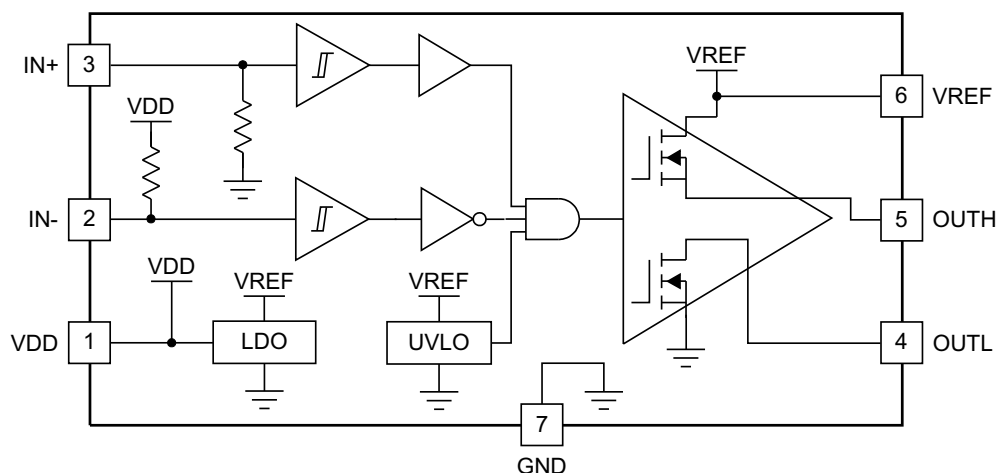 IN+ 3
VREF
6 VREF
VDD
IN- 2
5 OUTH
VDD
VREF
VREF
VDD 1
LDO
UVLO
4 OUTL
7
GND